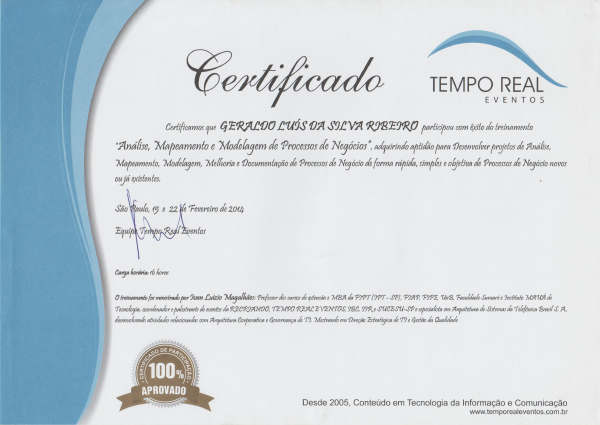 Certificado
TEMPO REAL
EVENTOS
Certificamos que GERALDO LUÍS DA SILVA RIBEIRO participou com êxito do treinamento
"Análise, Mapeamento e Modelagem de Processos de Negócios", adquirindo aptidão para Desenvolver projetos de Análise,
Mapeamento, Modelagem, Melhoria e Documentação de Processos de Negócio de forma rápida, simples e objetiva de Processos de Negócio novos
ou já existentes.
São Paulo, 15 e 22 de Fevereiro de 2014
Equipe Tempo Real Eventos
Carga horária: 16 horas
O treinamento foi ministrado por Ivan Luizio Magalhães: Professor dos cursos de extensão e MBA da FIPT (IPT - SP), FIAP, FIPE, UnB, Faculdade Sumaré e Instituto MAUÁ de
Tecnologia, coordenador e palestrante de eventos da RECRIANDO, TEMPO REAL EVENTOS, IBC, e SUCESU-SP e especialista em Arquitetura de Sistemas da Telefônica Brasil S.A.,
desenvolvendo atividades relacionadas com Arquitetura Corporativa e Governança de TI. Mestrando em Direção Estratégica de TI e Gestão da Qualidade
CERTIFICADO DE PARTICIPAÇÃO
100%
APROVADO
Desde 2005, Conteúdo em Tecnologia da Informação e Comunicação
www.temporealeventos.com.br